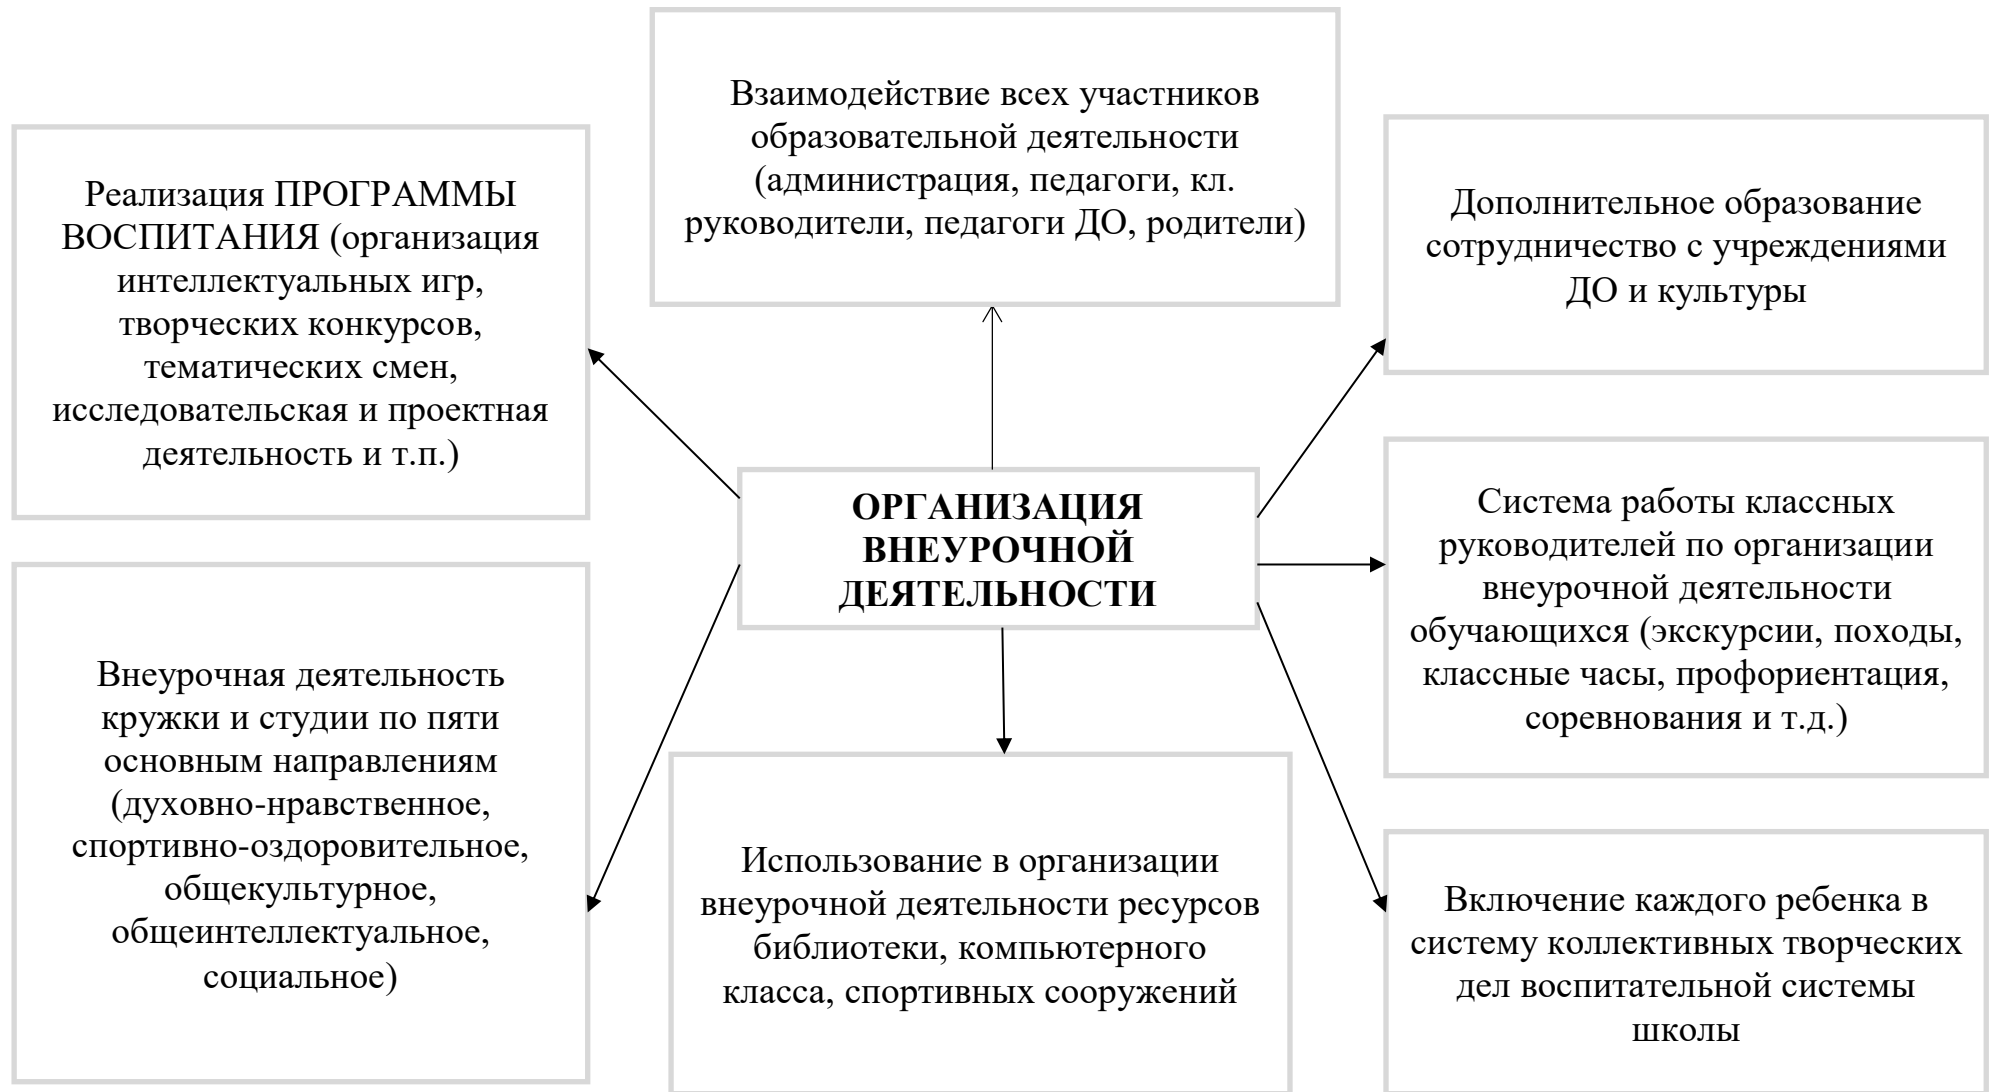 Взаимодействие всех участников
образовательной деятельности
(администрация, педагоги, кл.
руководители, педагоги ДО, родители)
Реализация ПРОГРАММЫ
ВОСПИТАНИЯ (организация
интеллектуальных игр,
творческих конкурсов,
тематических смен,
исследовательская и проектная
деятельность и т.п.)
Дополнительное образование
сотрудничество с учреждениями
ДО и культуры
ОРГАНИЗАЦИЯ
ВНЕУРОЧНОЙ
ДЕЯТЕЛЬНОСТИ
Система работы классных
руководителей по организации
внеурочной деятельности
обучающихся (экскурсии, походы,
классные часы, профориентация,
соревнования и т.д.)
Внеурочная деятельность
кружки и студии по пяти
основным направлениям
(духовно-нравственное,
спортивно-оздоровительное,
общекультурное,
общеинтеллектуальное,
социальное)
Использование в организации
внеурочной деятельности ресурсов
библиотеки, компьютерного
класса, спортивных сооружений
Включение каждого ребенка в
систему коллективных творческих
дел воспитательной системы
школы